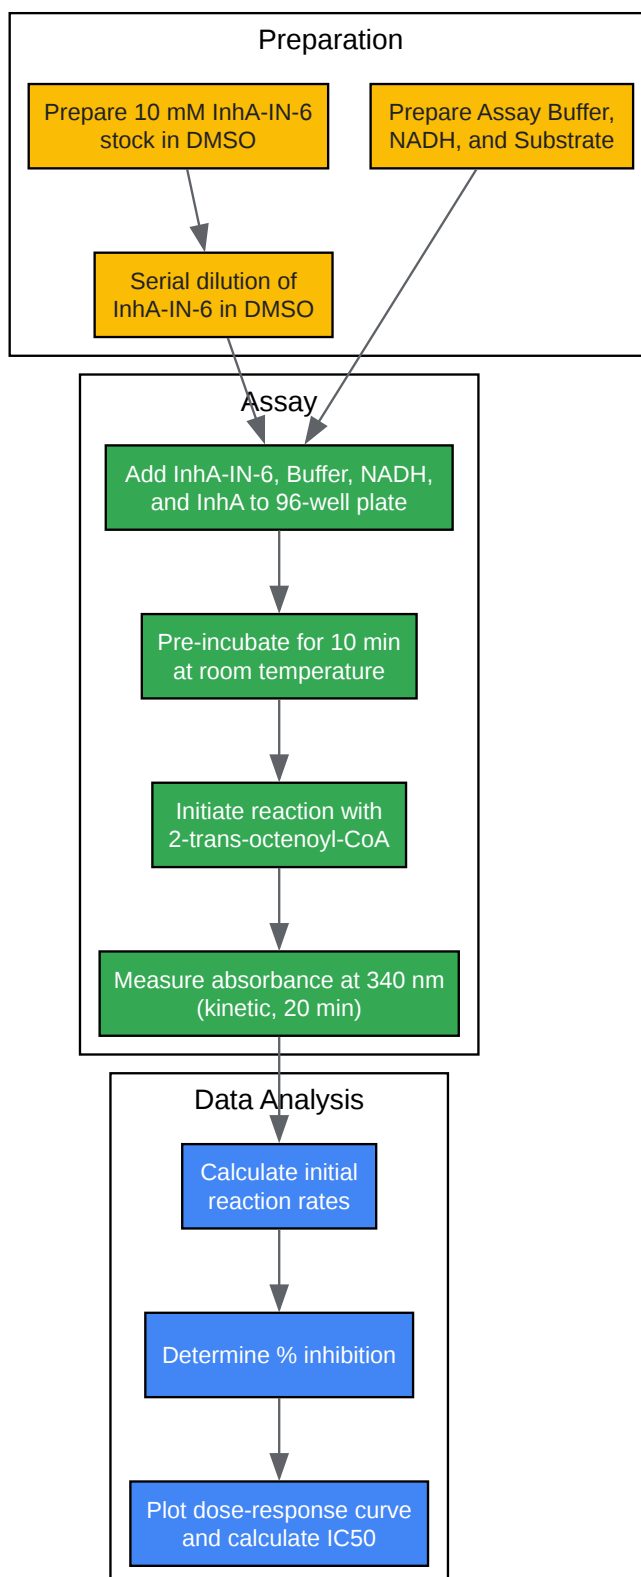 Preparation
Prepare 10 mM InhA-IN-6
stock in DMSO
Prepare Assay Buffer,
NADH, and Substrate
Serial dilution of
InhA-IN-6 in DMSO
Assay
Add InhA-IN-6, Buffer, NADH,
and InhA to 96-well plate
Pre-incubate for 10 min
at room temperature
Initiate reaction with
2-trans-octenoyl-CoA
Measure absorbance at 340 nm
(kinetic, 20 min)
Data Analysis
Calculate initial
reaction rates
Determine % inhibition
Plot dose-response curve
and calculate IC50